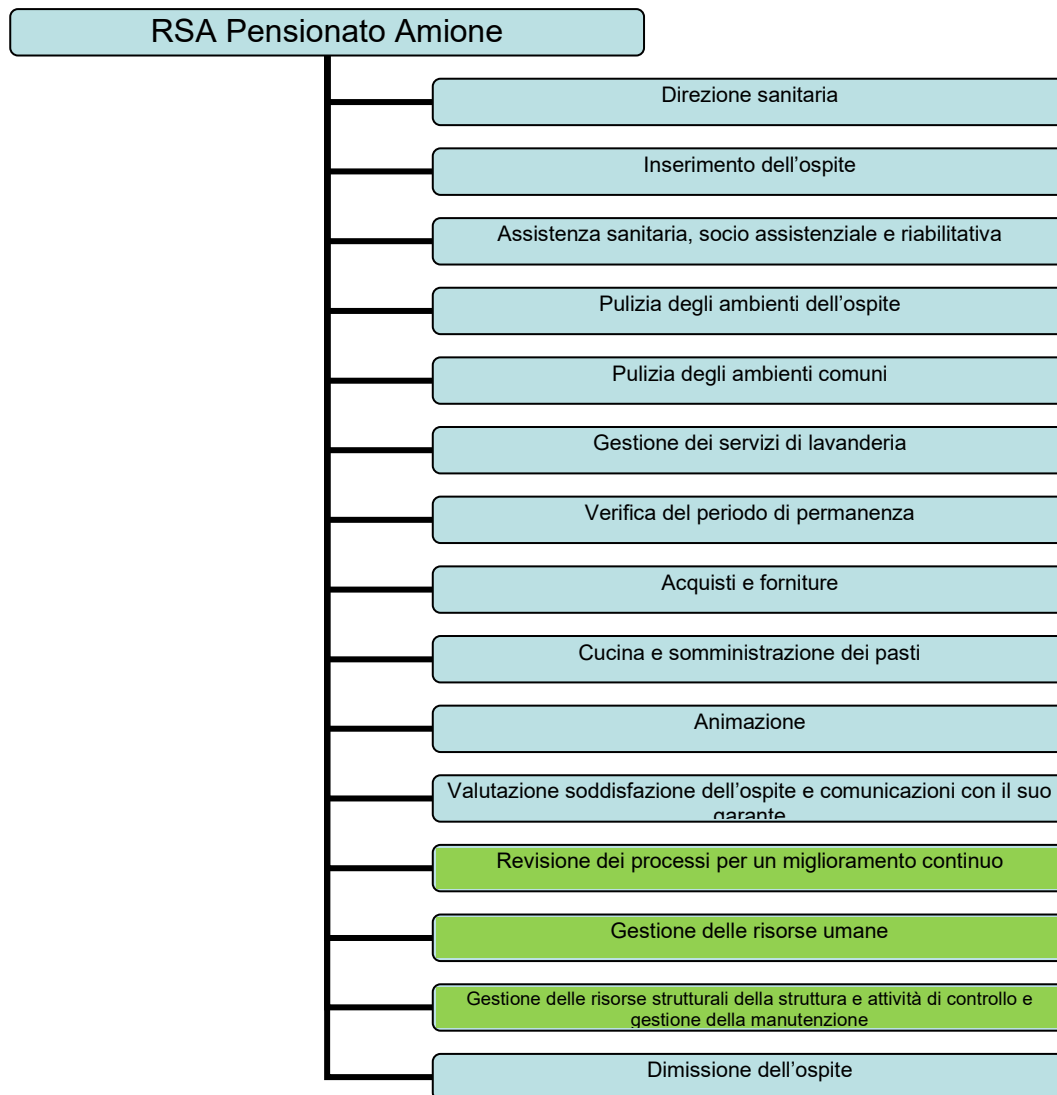 RSA Pensionato Amione
Direzione sanitaria
Inserimento dell’ospite
Assistenza sanitaria, socio assistenziale e riabilitativa
Pulizia degli ambienti dell’ospite
Pulizia degli ambienti comuni
Gestione dei servizi di lavanderia
Verifica del periodo di permanenza
Acquisti e forniture
Cucina e somministrazione dei pasti
Animazione
Valutazione soddisfazione dell’ospite e comunicazioni con il suo
garante
Revisione dei processi per un miglioramento continuo
Gestione delle risorse umane
Gestione delle risorse strutturali della struttura e attività di controllo e
gestione della manutenzione
Dimissione dell’ospite